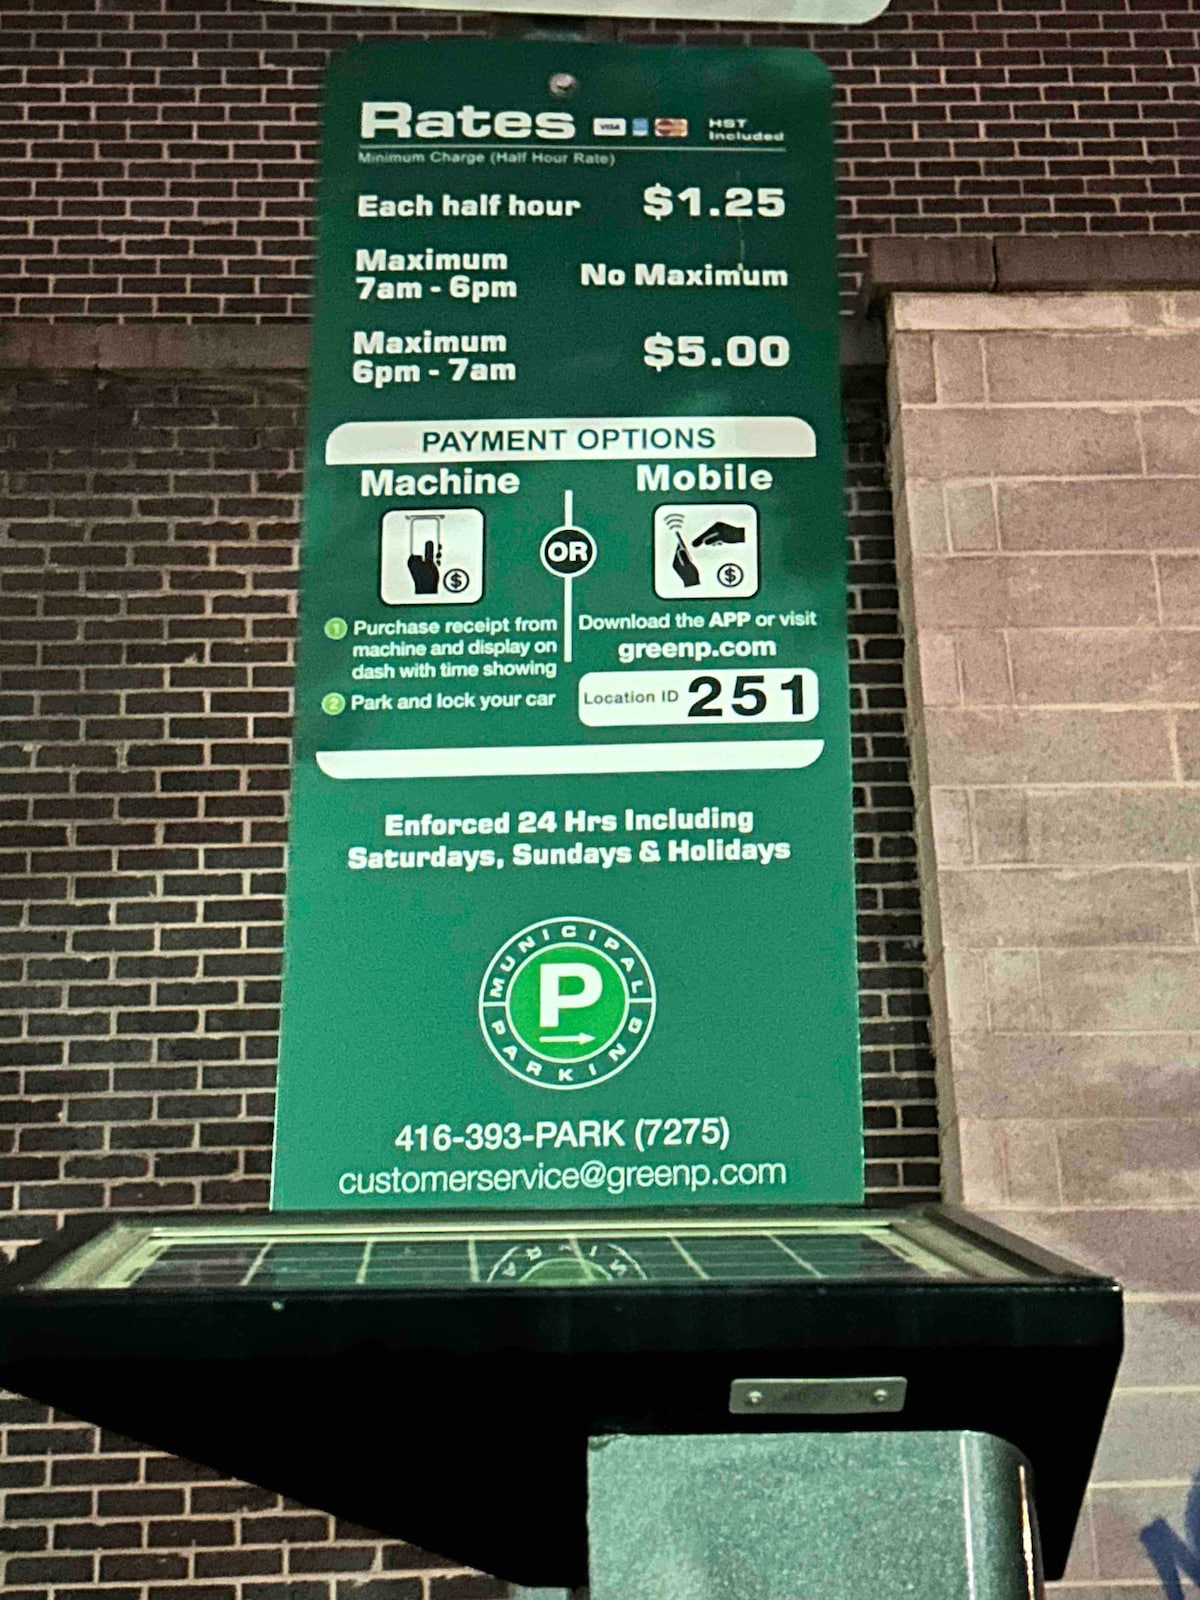 Rates VISA HST Included
Minimum Charge (Half Hour Rate)
Each half hour $1.25
Maximum
7am - 6pm No Maximum
Maximum
6pm - 7am $5.00
PAYMENT OPTIONS
Machine
OR
Mobile
$
$
1 Purchase receipt from
machine and display on
dash with time showing
2 Park and lock your car
Download the APP or visit
greenp.com
Location ID 251
Enforced 24 Hrs Including
Saturdays, Sundays & Holidays
MUNICIPAL
P
PARKING
416-393-PARK (7275)
customerservice@greenp.com